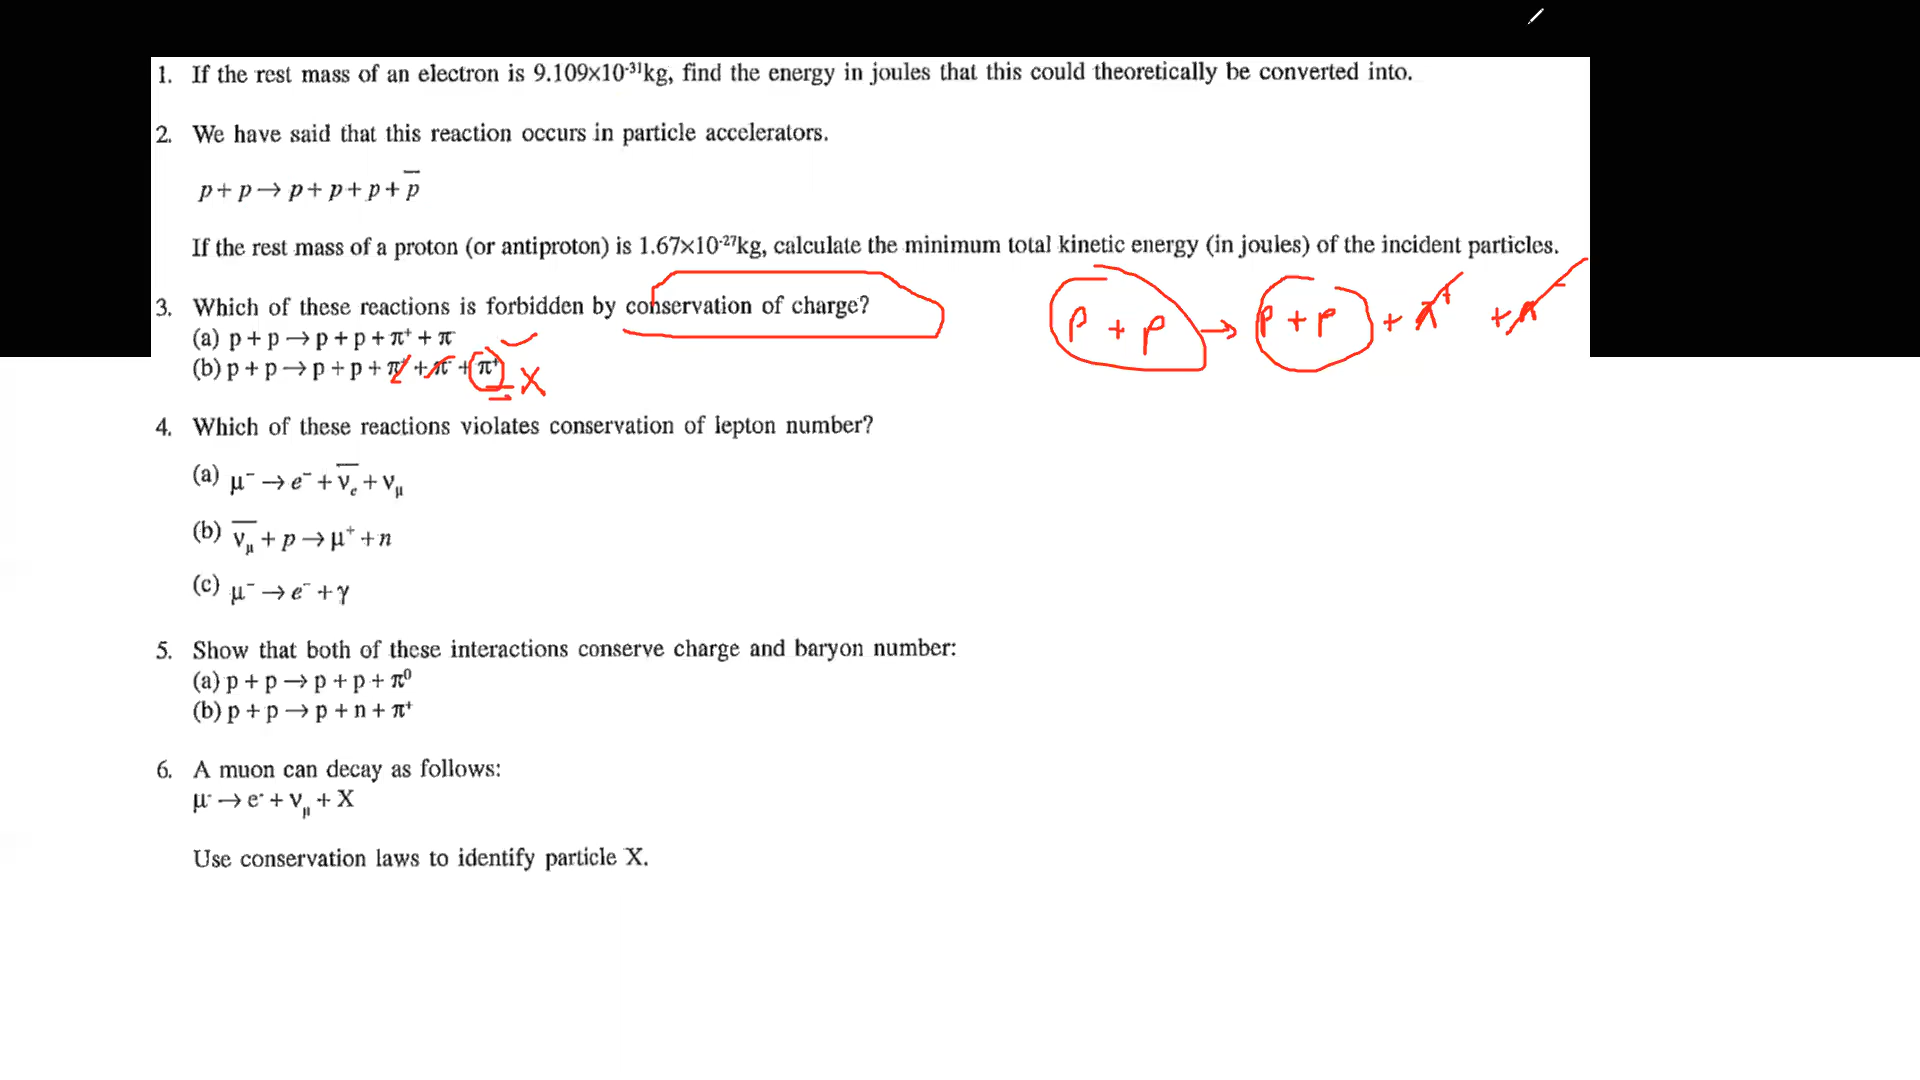 1. If the rest mass of an electron is 9.109×10⁻³¹kg, find the energy in joules that this could theoretically be converted into.
2. We have said that this reaction occurs in particle accelerators.
p + p → p + p + p + p̅
If the rest mass of a proton (or antiproton) is 1.67×10⁻²⁷kg, calculate the minimum total kinetic energy (in joules) of the incident particles.
p + p → p + p + π⁺ + π⁻
3. Which of these reactions is forbidden by conservation of charge?
(a) p + p → p + p + π⁺ + π⁻ ✓
(b) p + p → p + p + π⁺ + π⁻ + π⁺ X
4. Which of these reactions violates conservation of lepton number?
(a) μ⁻ → e⁻ + ν̅ₑ + ν_μ
(b) ν̅_μ + p → μ⁺ + n
(c) μ⁻ → e⁻ + γ
5. Show that both of these interactions conserve charge and baryon number:
(a) p + p → p + p + π⁰
(b) p + p → p + n + π⁺
6. A muon can decay as follows:
μ⁻ → e⁻ + ν_μ + X
Use conservation laws to identify particle X.